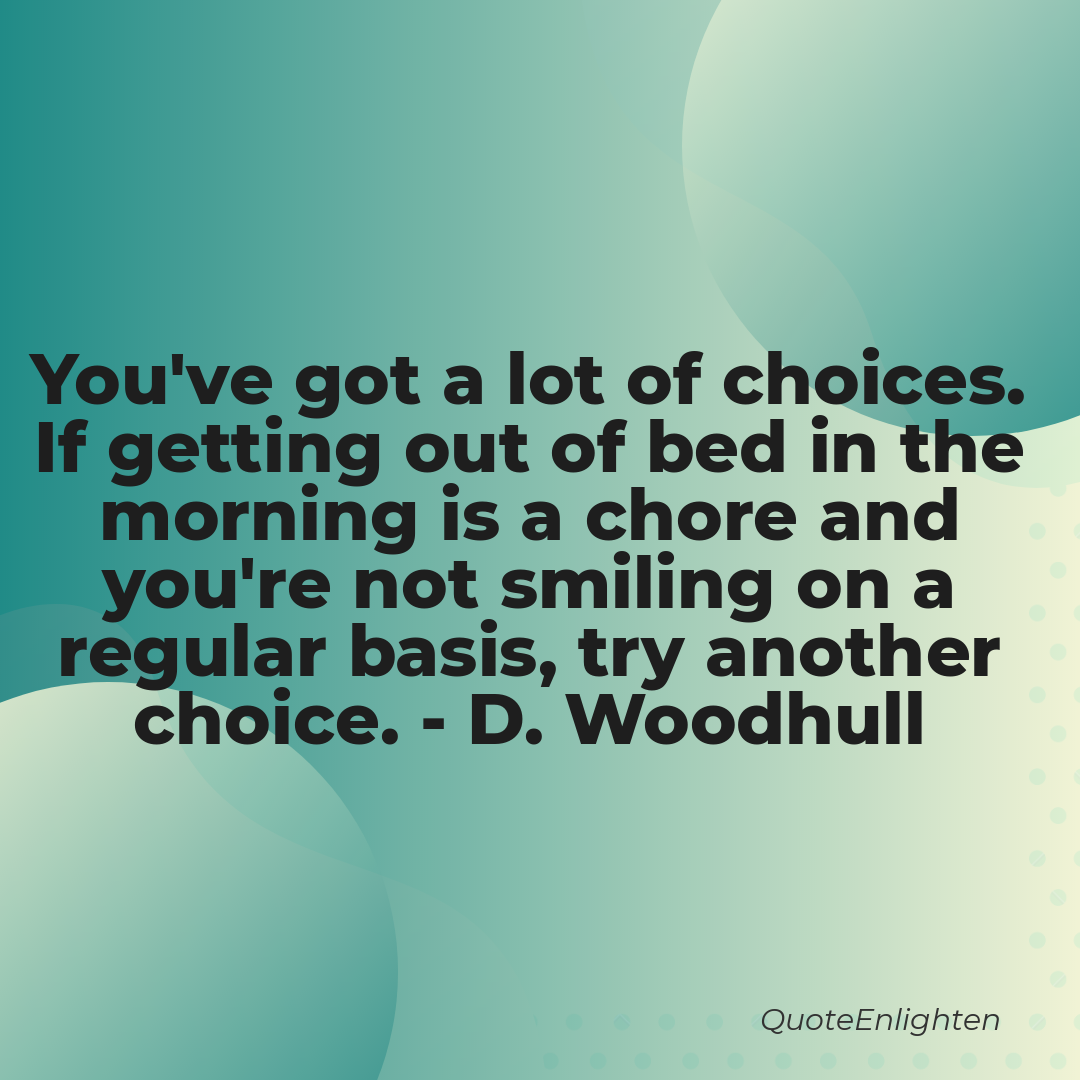 You've got a lot of choices.
If getting out of bed in the
morning is a chore and
you're not smiling on a
regular basis, try another
choice. - D. Woodhull
QuoteEnlighten